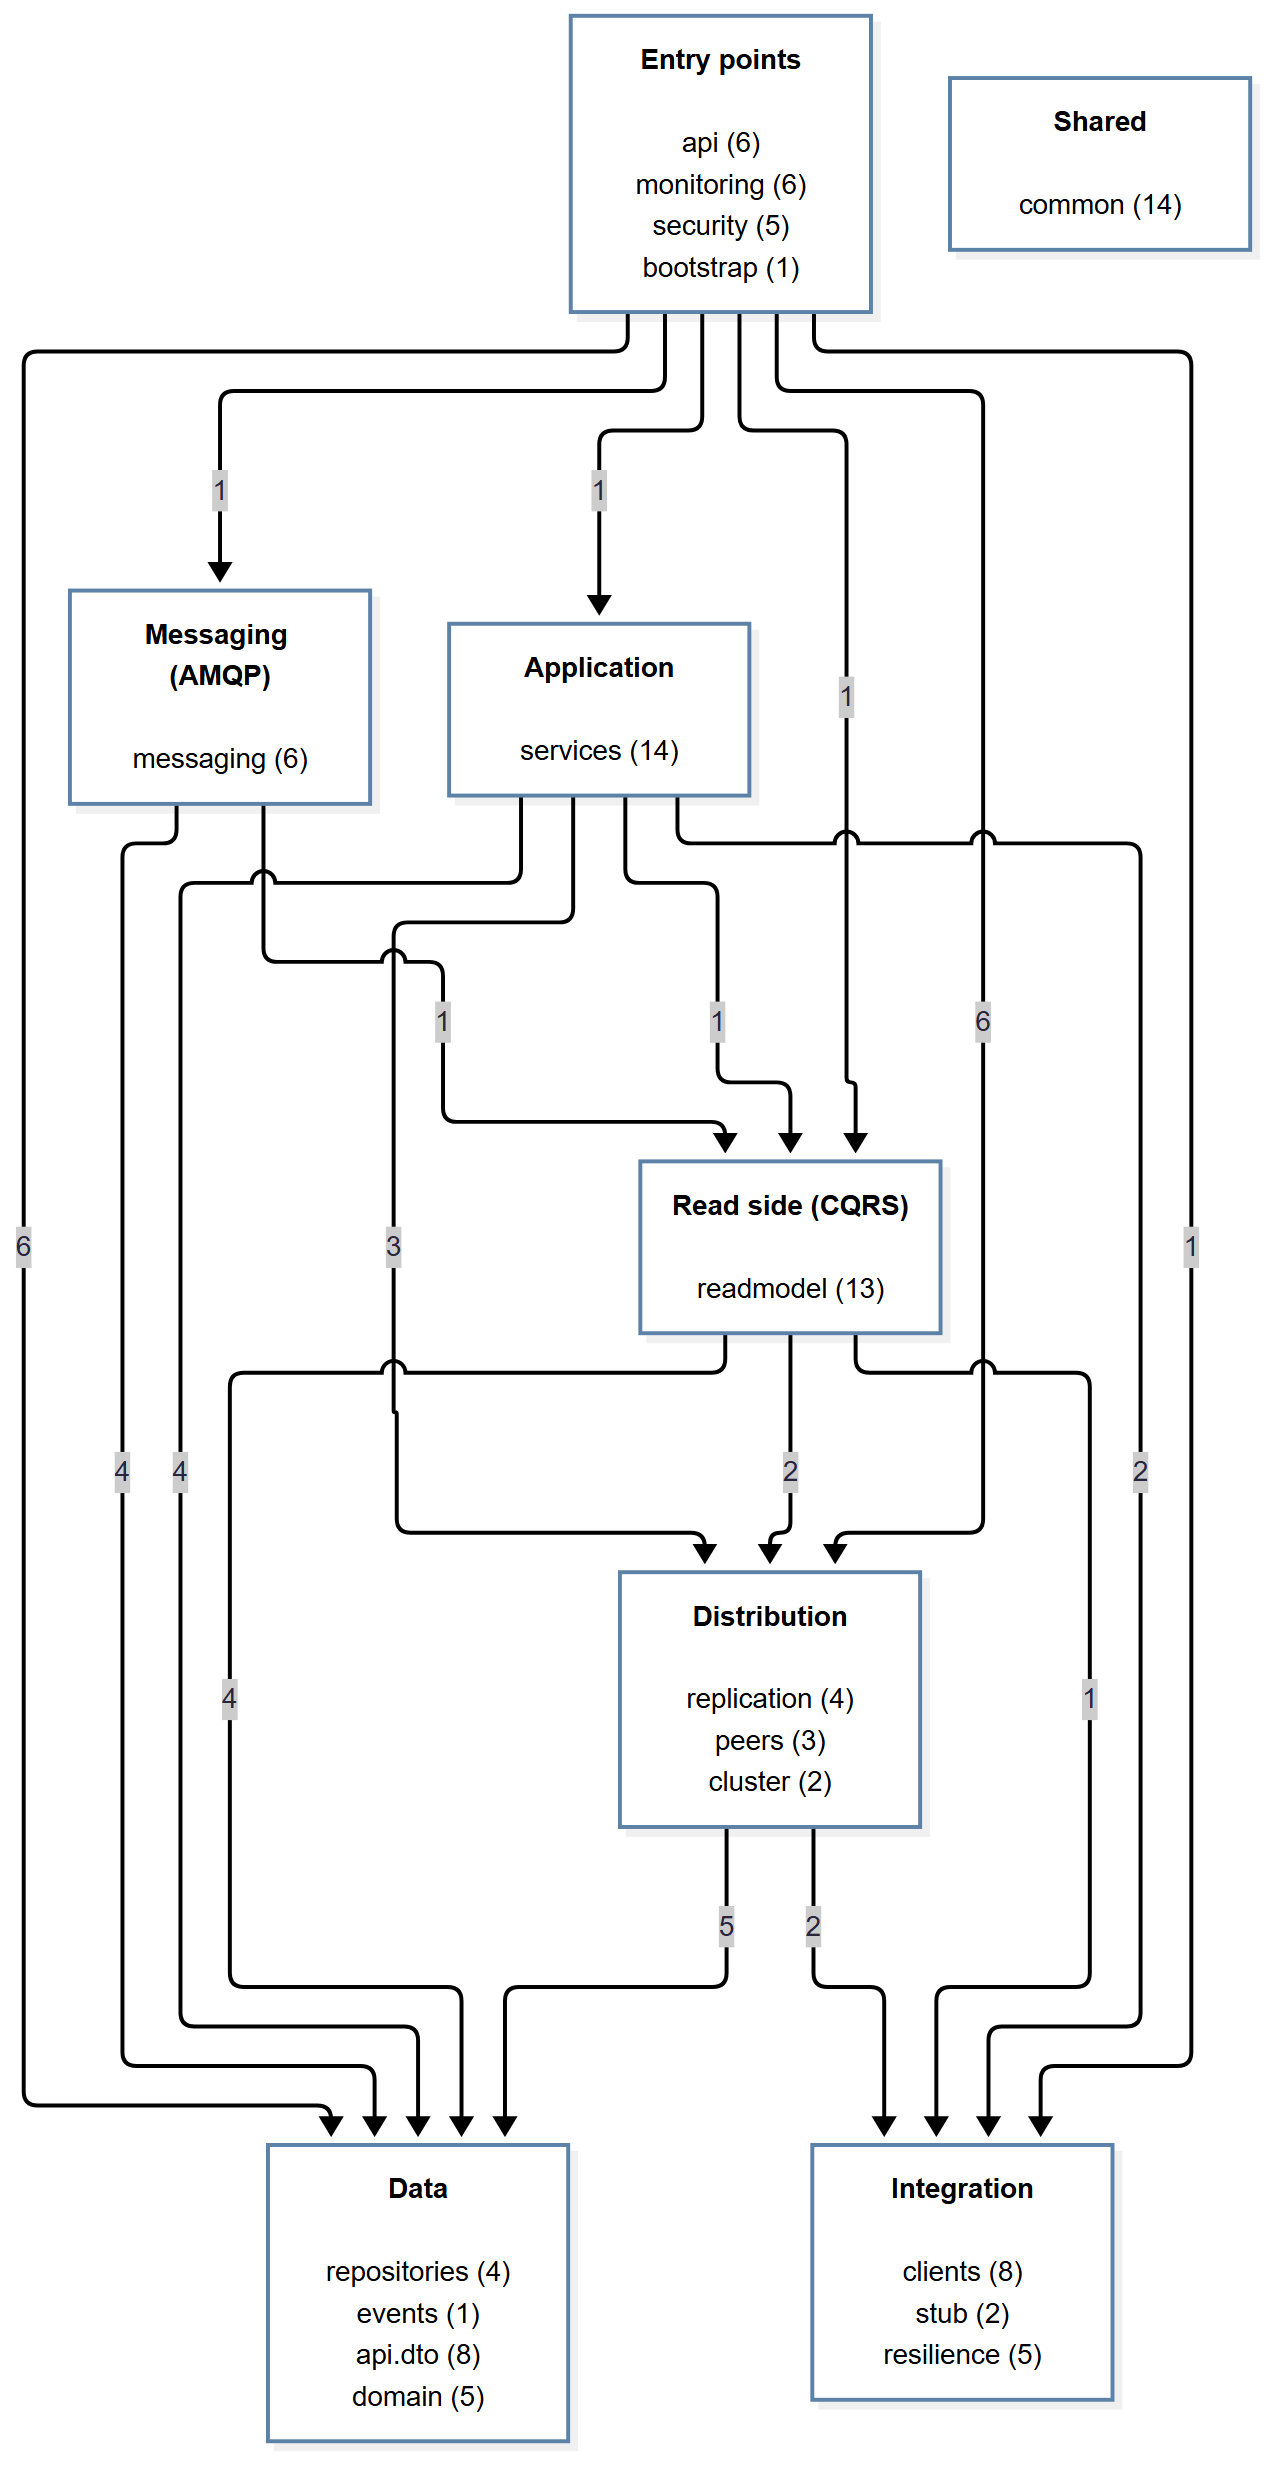 Entry points
api (6)
monitoring (6)
security (5)
bootstrap (1)
Shared
common (14)
1
1
Messaging
(AMQP)
messaging (6)
Application
services (14)
1
1
1
6
Read side (CQRS)
readmodel (13)
6
3
1
4
4
2
2
Distribution
replication (4)
peers (3)
cluster (2)
4
1
5
2
Data
repositories (4)
events (1)
api.dto (8)
domain (5)
Integration
clients (8)
stub (2)
resilience (5)